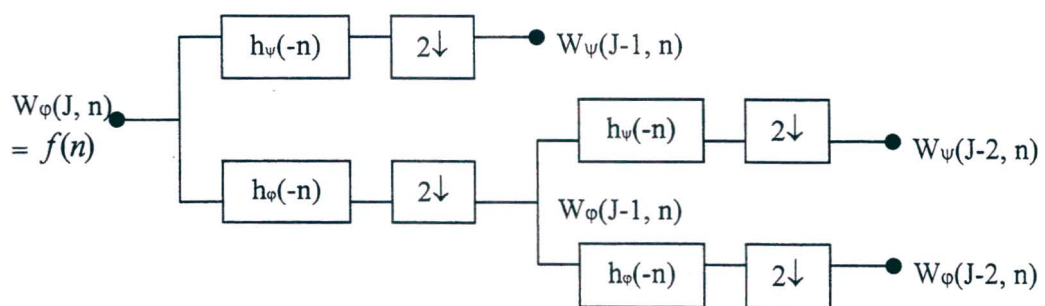 hψ(-n)
2↓
Wψ(J-1, n)
Wφ(J, n)
= f(n)
hφ(-n)
2↓
Wφ(J-1, n)
hψ(-n)
2↓
Wψ(J-2, n)
hφ(-n)
2↓
Wφ(J-2, n)